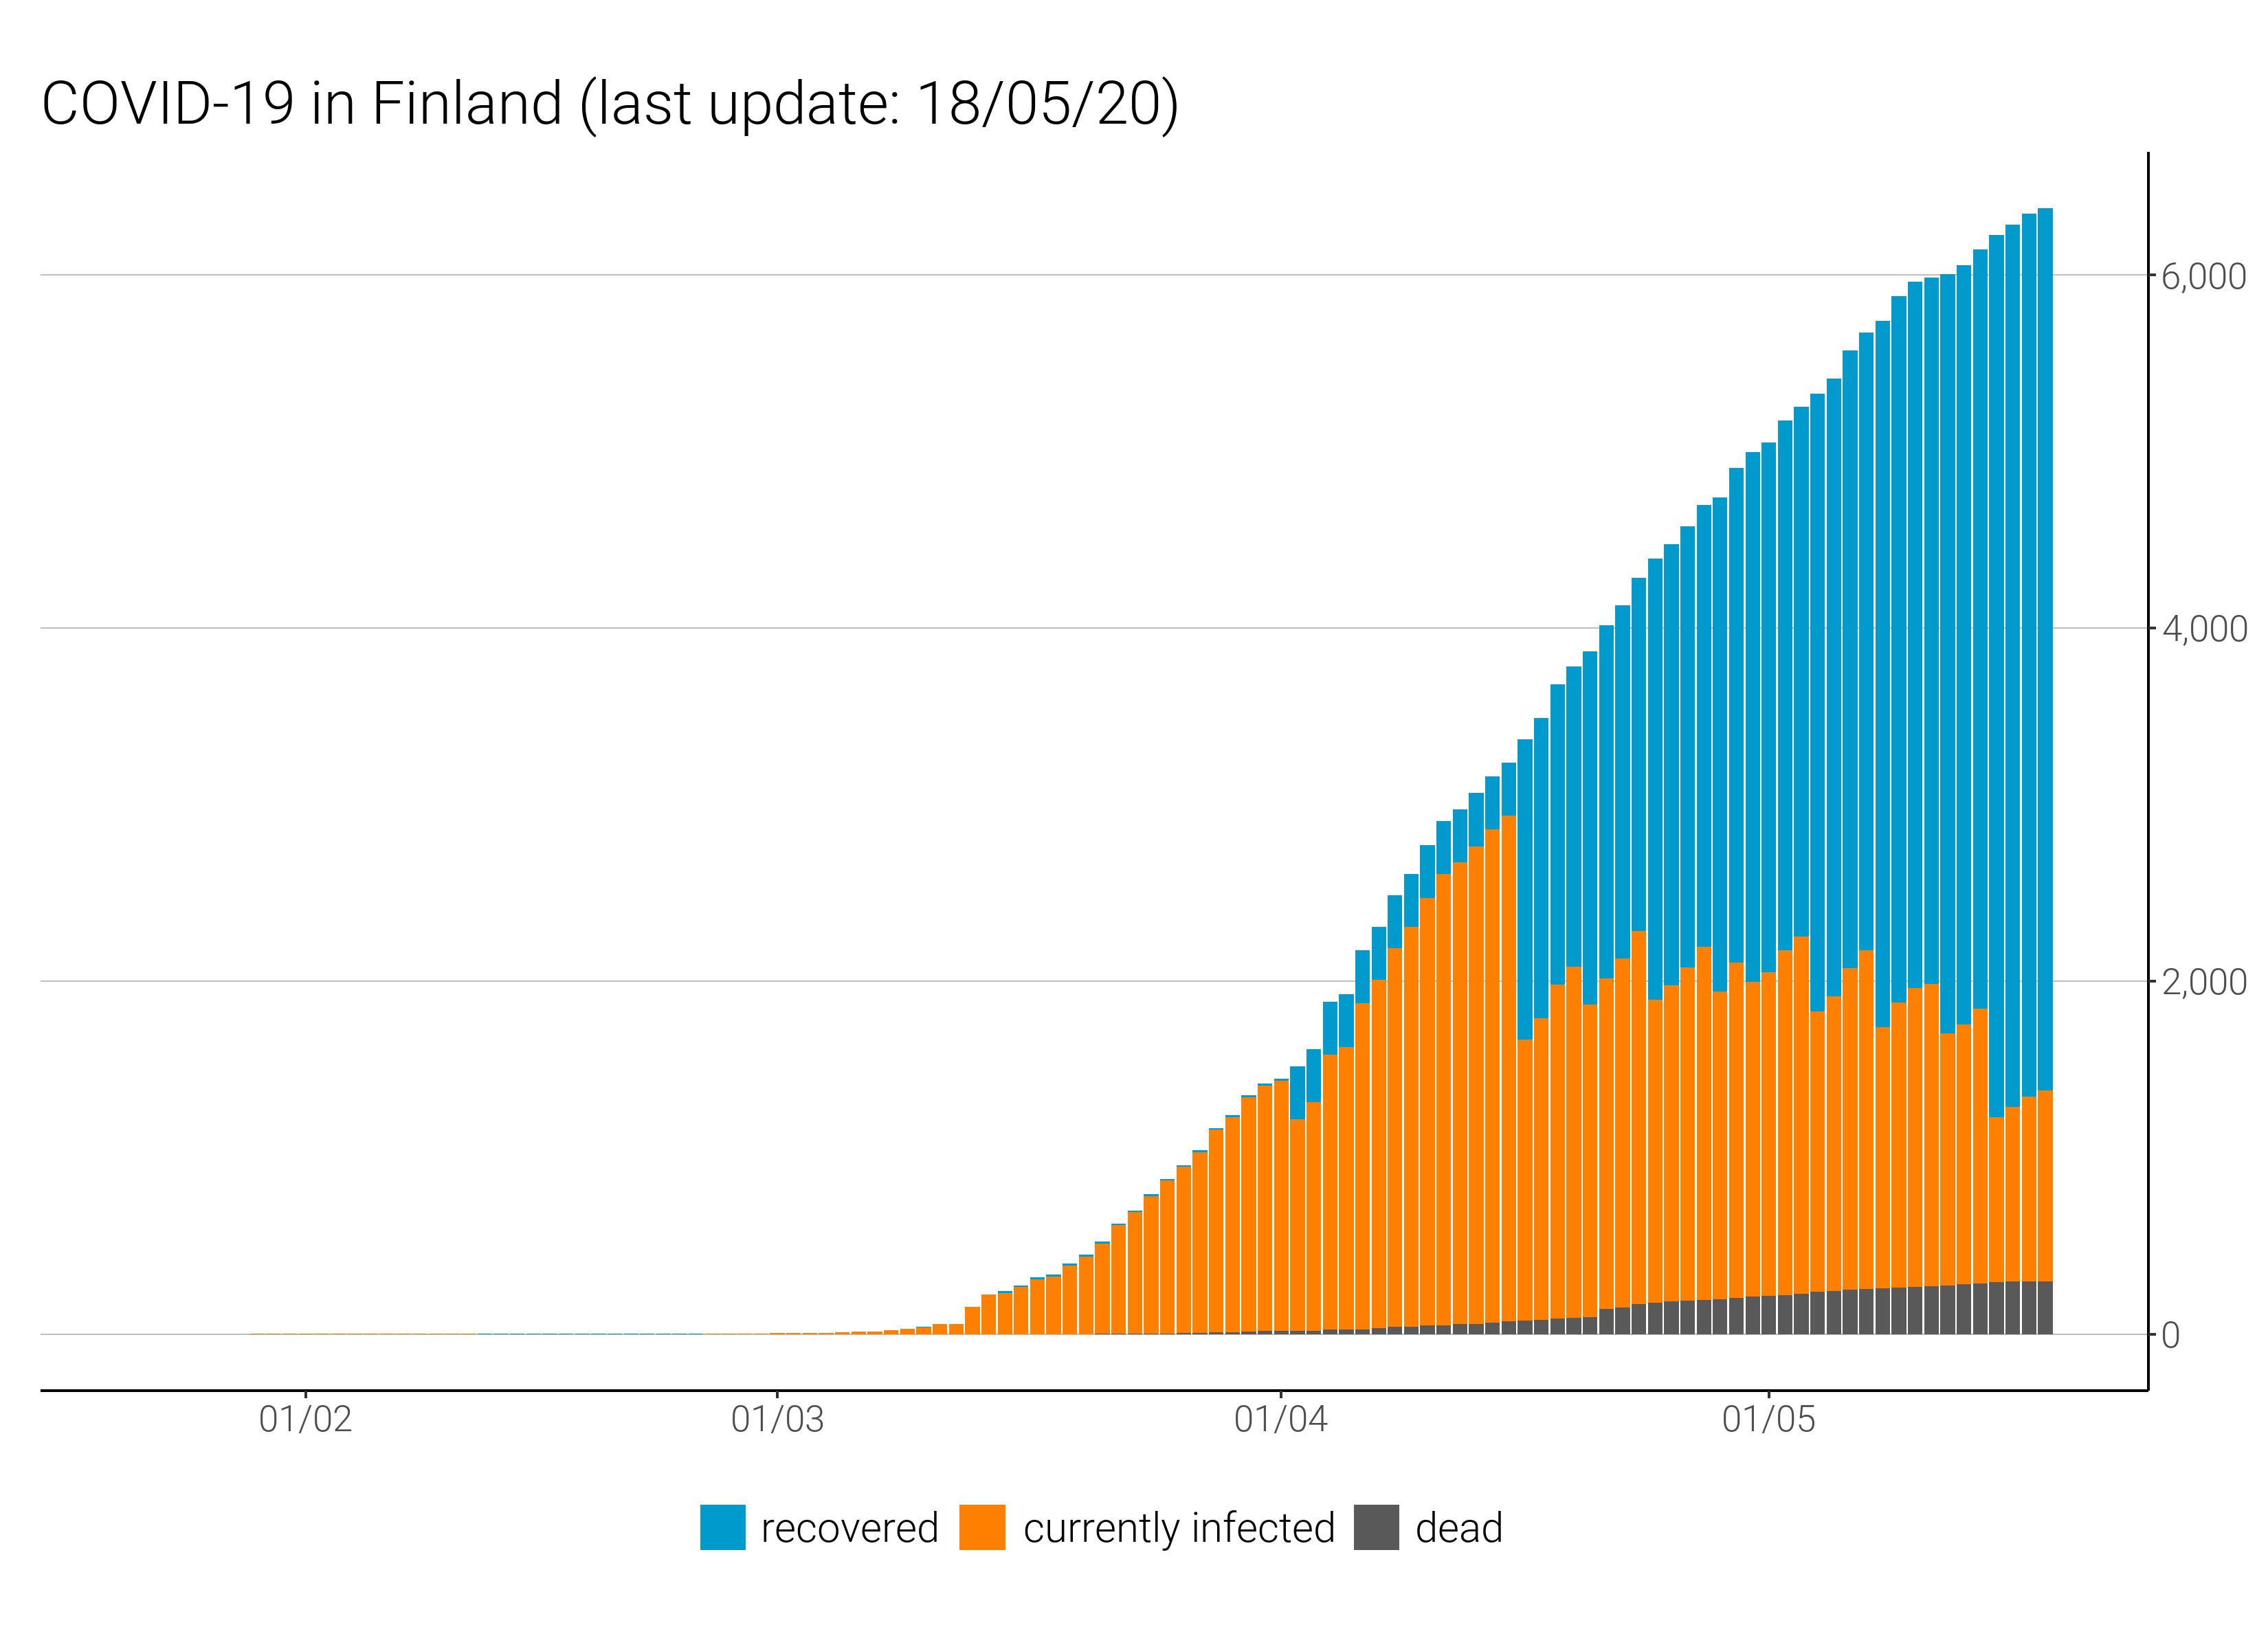 COVID-19 in Finland (last update: 18/05/20)
6,000
4,000
2,000
0
01/02 01/03 01/04 01/05
recovered currently infected dead